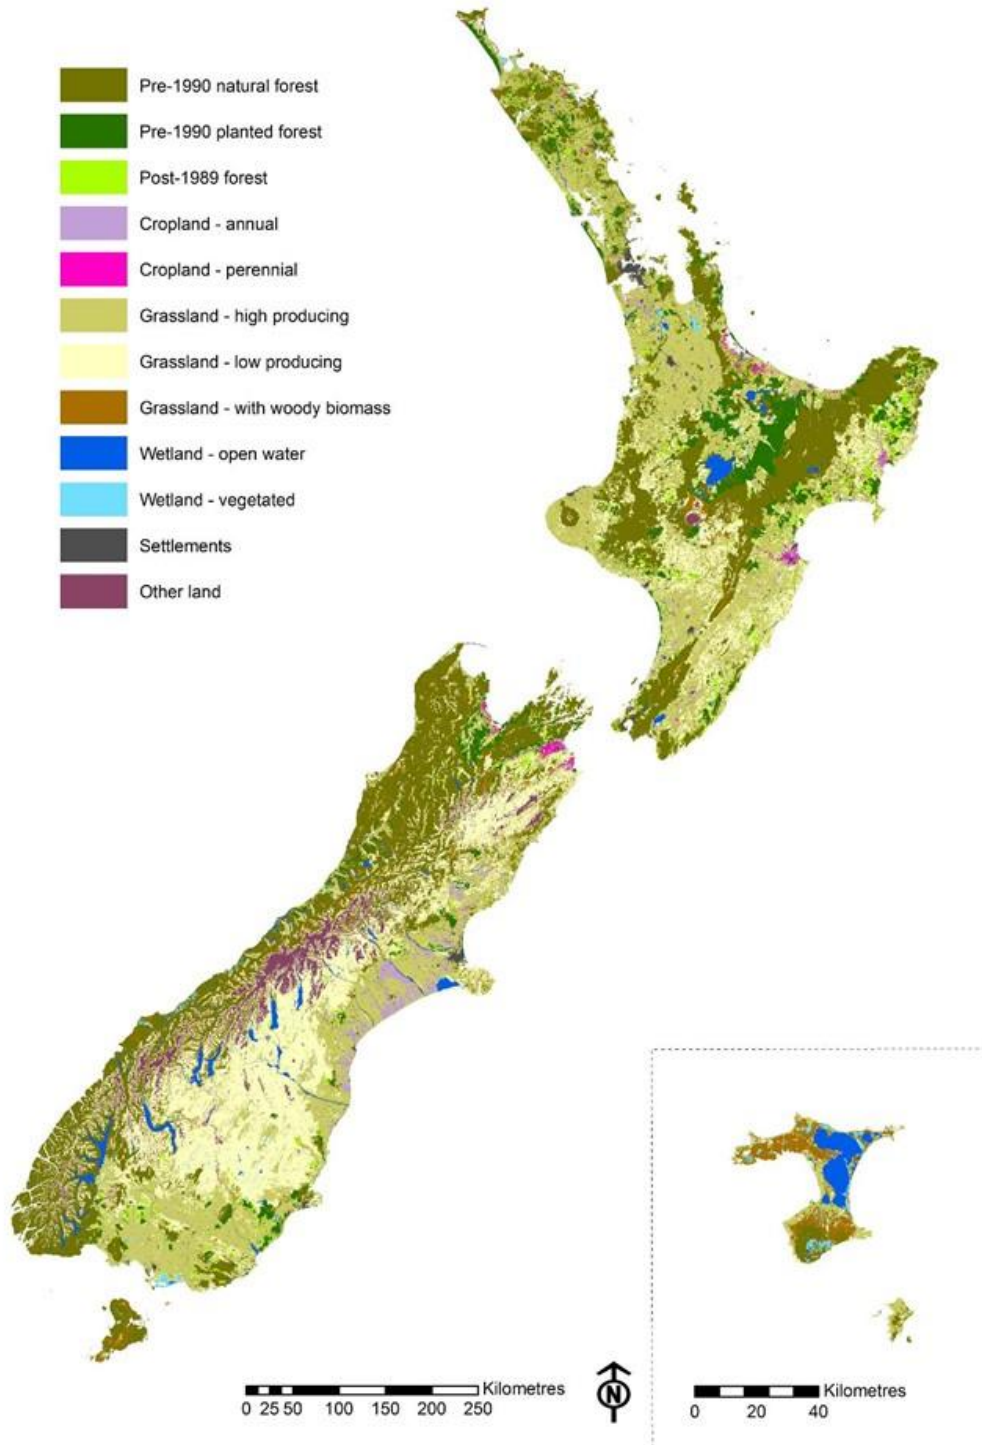 Pre-1990 natural forest
Pre-1990 planted forest
Post-1989 forest
Cropland - annual
Cropland - perennial
Grassland - high producing
Grassland - low producing
Grassland - with woody biomass
Wetland - open water
Wetland - vegetated
Settlements
Other land
Kilometres
0 25 50 100 150 200 250
N
Kilometres
0 20 40